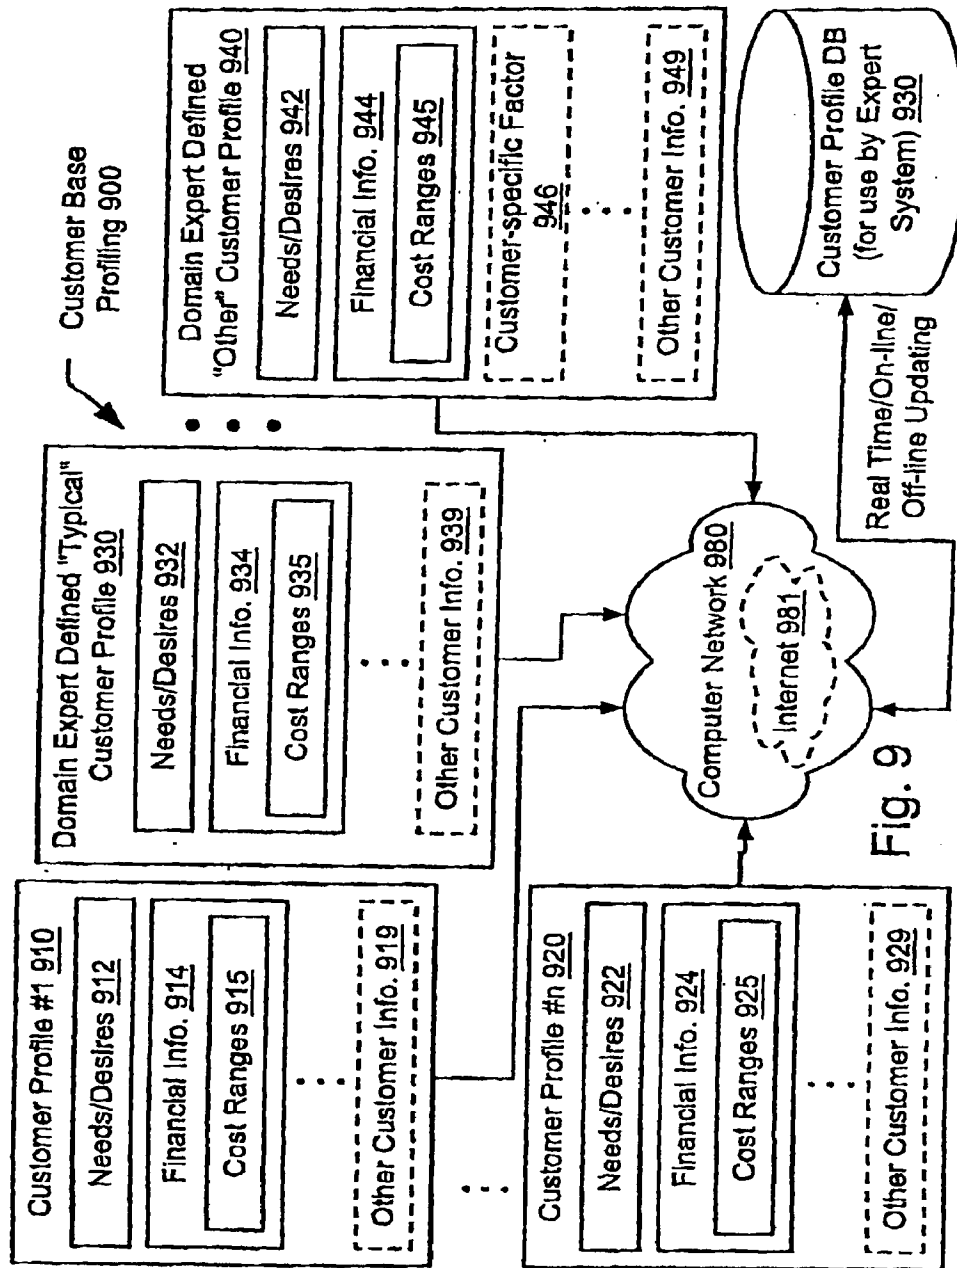 Customer Base
Profiling 900
Customer Profile #1 910
Needs/Desires 912
Financial Info. 914
Cost Ranges 915
Other Customer Info. 919
Domain Expert Defined "Typical"
Customer Profile 930
Needs/Desires 932
Financial Info. 934
Cost Ranges 935
Other Customer Info. 939
Domain Expert Defined
"Other" Customer Profile 940
Needs/Desires 942
Financial Info. 944
Cost Ranges 945
Customer-specific Factor
946
Other Customer Info. 949
Customer Profile #n 920
Needs/Desires 922
Financial Info. 924
Cost Ranges 925
Other Customer Info. 929
Computer Network 980
Internet 981
Real Time/On-line/
Off-line Updating
Customer Profile DB
(for use by Expert
System) 930
Fig. 9